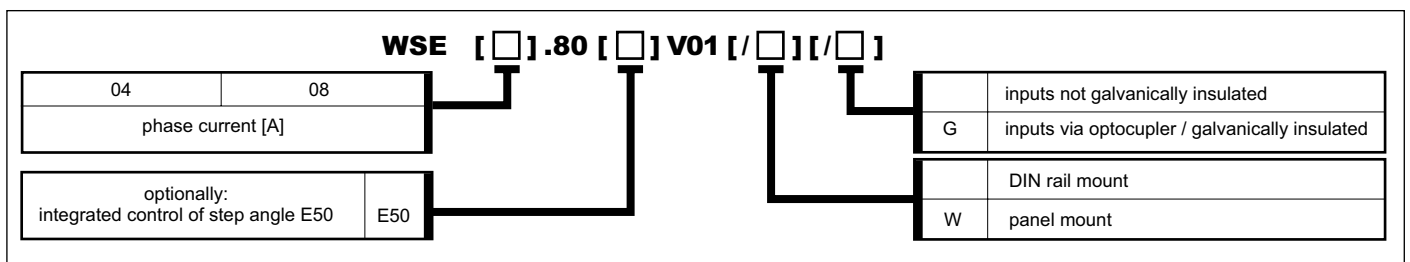 WSE [□].80 [□] V01 [/□] [/□]
04 08
phase current [A]
optionally:
integrated control of step angle E50
E50
inputs not galvanically insulated
G inputs via optocupler / galvanically insulated
DIN rail mount
W panel mount